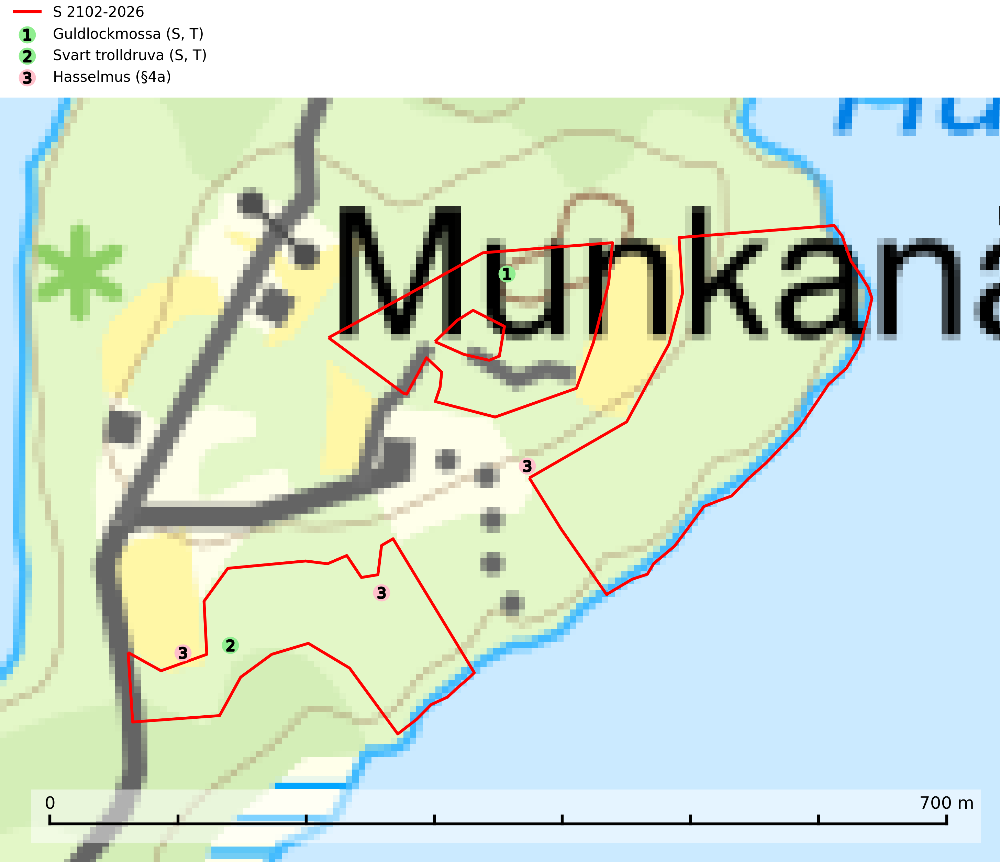 S 2102-2026
1 Guldlockmossa (S, T)
2 Svart trolldruva (S, T)
3 Hasselmus (§4a)
Munkana
1
3
3
3
2
0 700 m